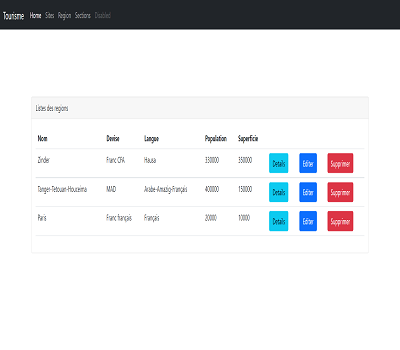 Tourisme Home Sites Region Sections Disabled
Listes des regions
Nom Devise Langue Population Superficie
Zinder Franc CFA Hausa 330000 350000 Details Editer Supprimer
Tanger-Tetouan-Houceima MAD Arabe-Amazig-Français 400000 150000 Details Editer Supprimer
Paris Franc français Français 20000 10000 Details Editer Supprimer